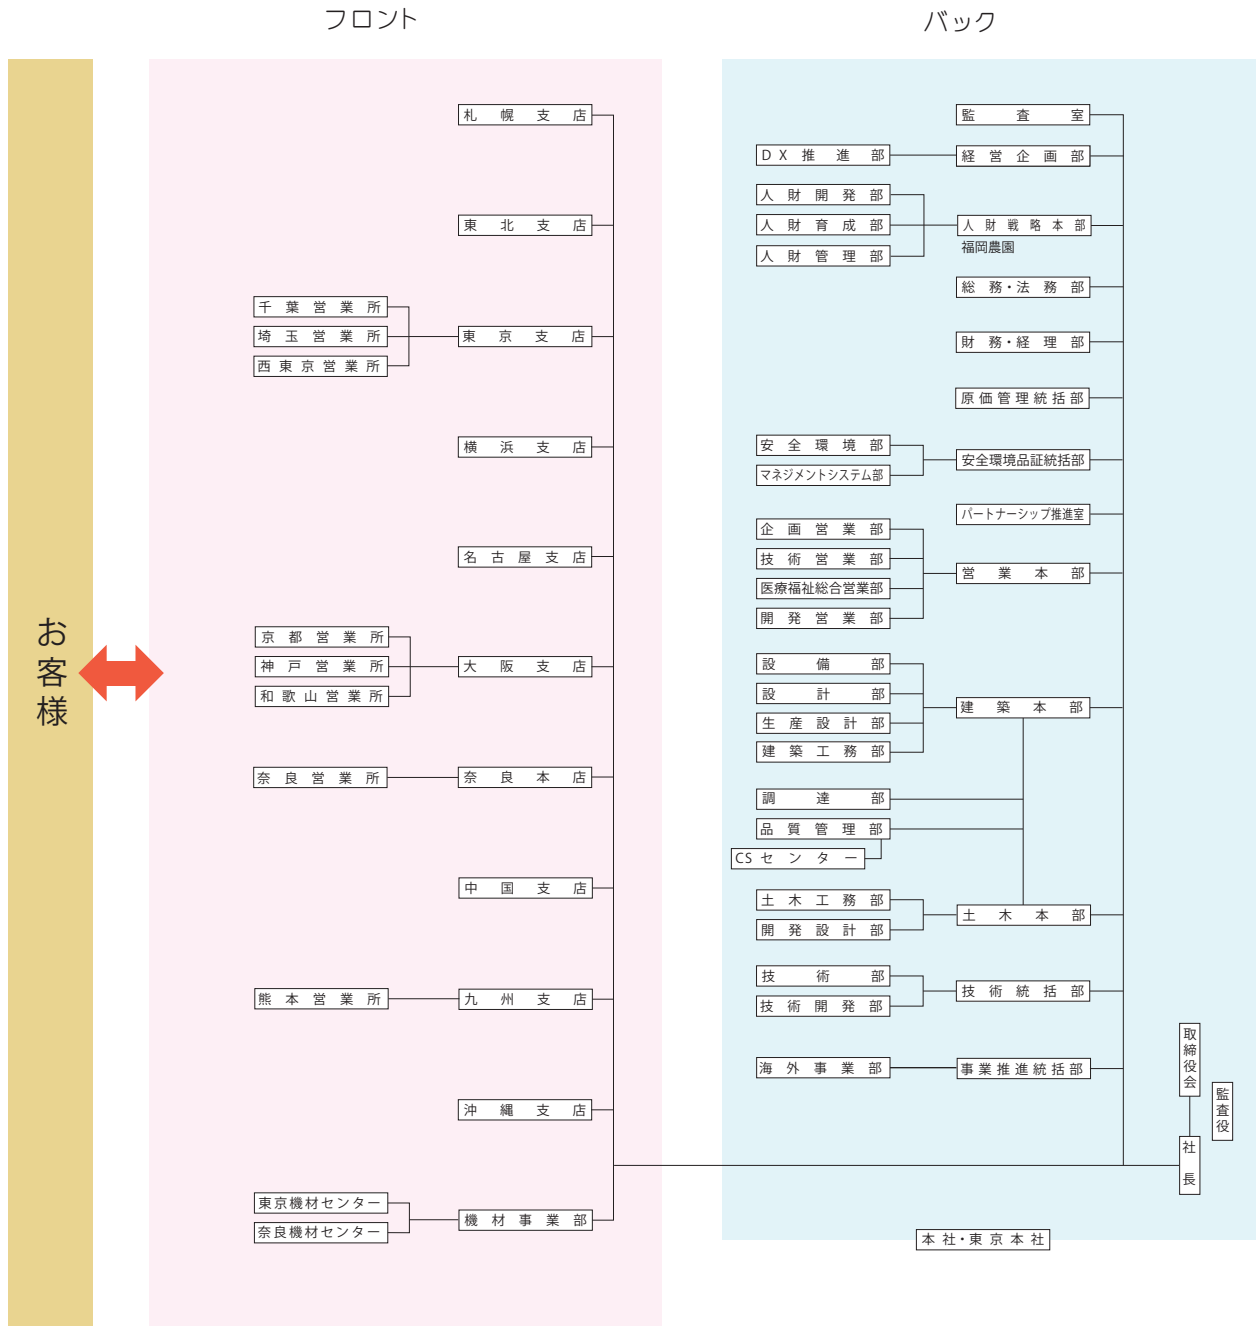 フロント
バック
お客様
札幌支店
東北支店
千葉営業所
埼玉営業所
西東京営業所
東京支店
横浜支店
名古屋支店
京都営業所
神戸営業所
和歌山営業所
大阪支店
奈良営業所
奈良本店
中国支店
熊本営業所
九州支店
沖縄支店
東京機材センター
奈良機材センター
機材事業部
監査室
DX推進部
経営企画部
人財開発部
人財育成部
人財管理部
人財戦略本部
福岡農園
総務・法務部
財務・経理部
原価管理統括部
安全環境部
マネジメントシステム部
安全環境品証統括部
パートナーシップ推進室
企画営業部
技術営業部
医療福祉総合営業部
開発営業部
営業本部
設備部
設計部
生産設計部
建築工務部
建築本部
調達部
品質管理部
CSセンター
土木工務部
開発設計部
土木本部
技術部
技術開発部
技術統括部
海外事業部
事業推進統括部
取締役会
監査役
社長
本社・東京本社